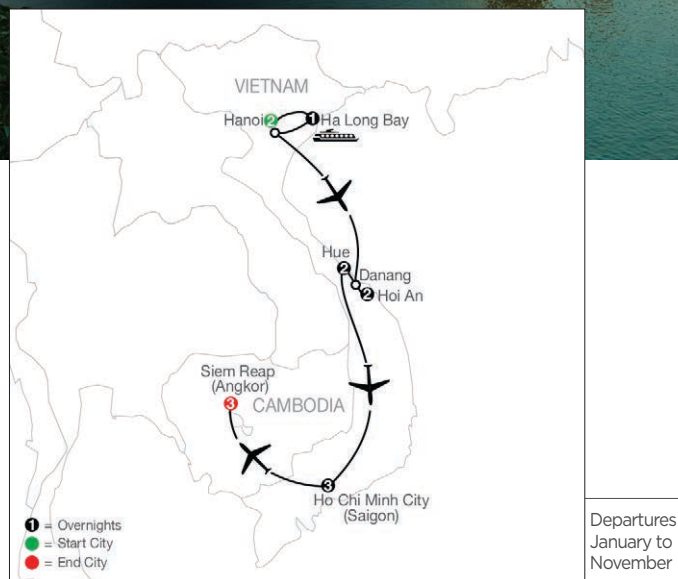 VIETNAM
Hanoi 2
1 Ha Long Bay
Hue
2
Danang
2 Hoi An
Siem Reap
(Angkor)
3
CAMBODIA
3
Ho Chi Minh City
(Saigon)
1 = Overnights
= Start City
= End City
Departures
January to
November